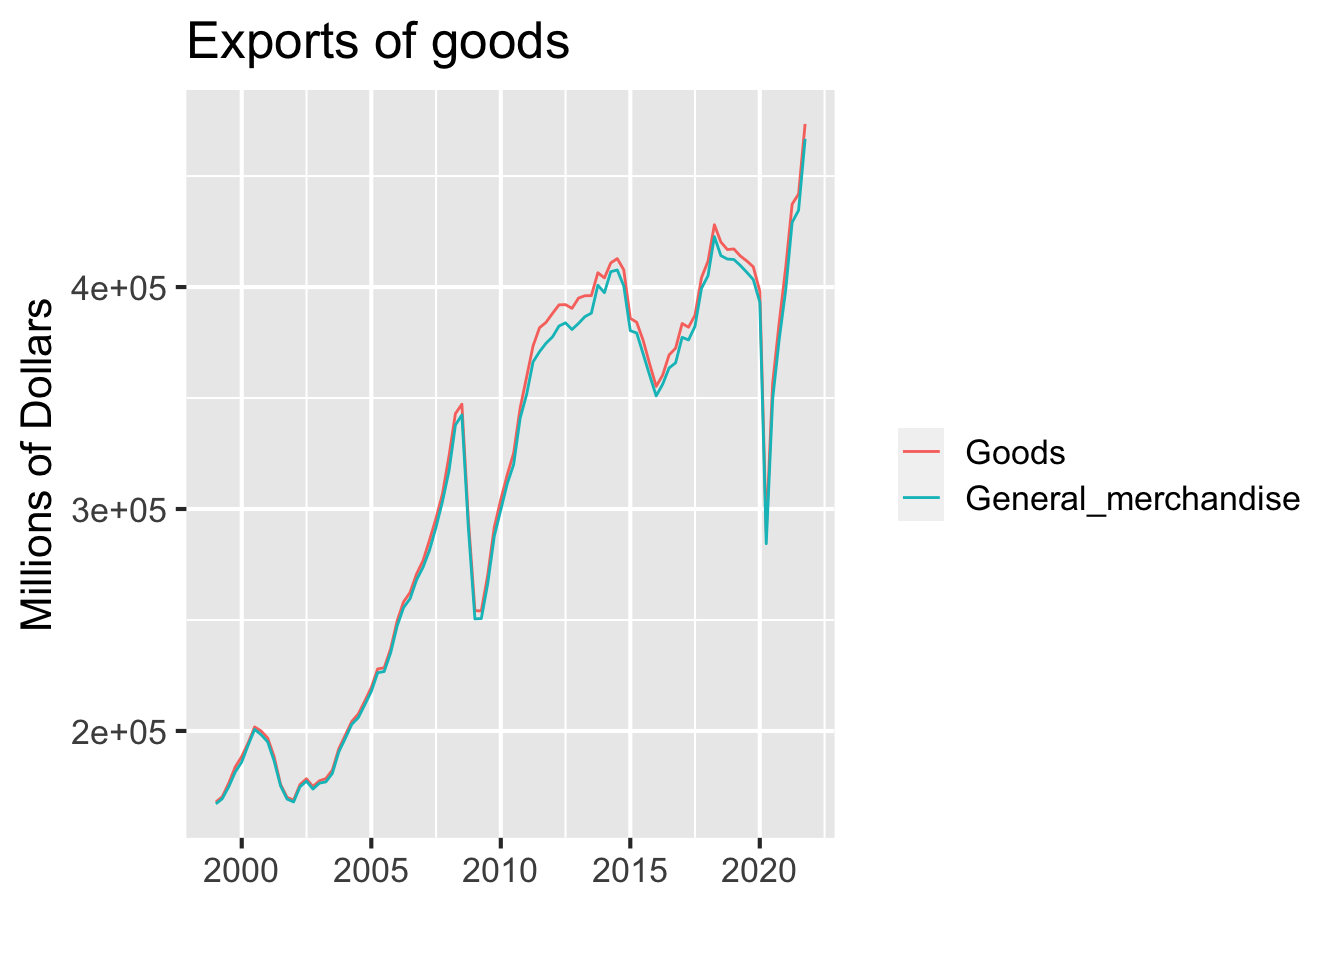 Exports of goods
Millions of Dollars
4e+05
3e+05
2e+05
2000 2005 2010 2015 2020
Goods
General_merchandise